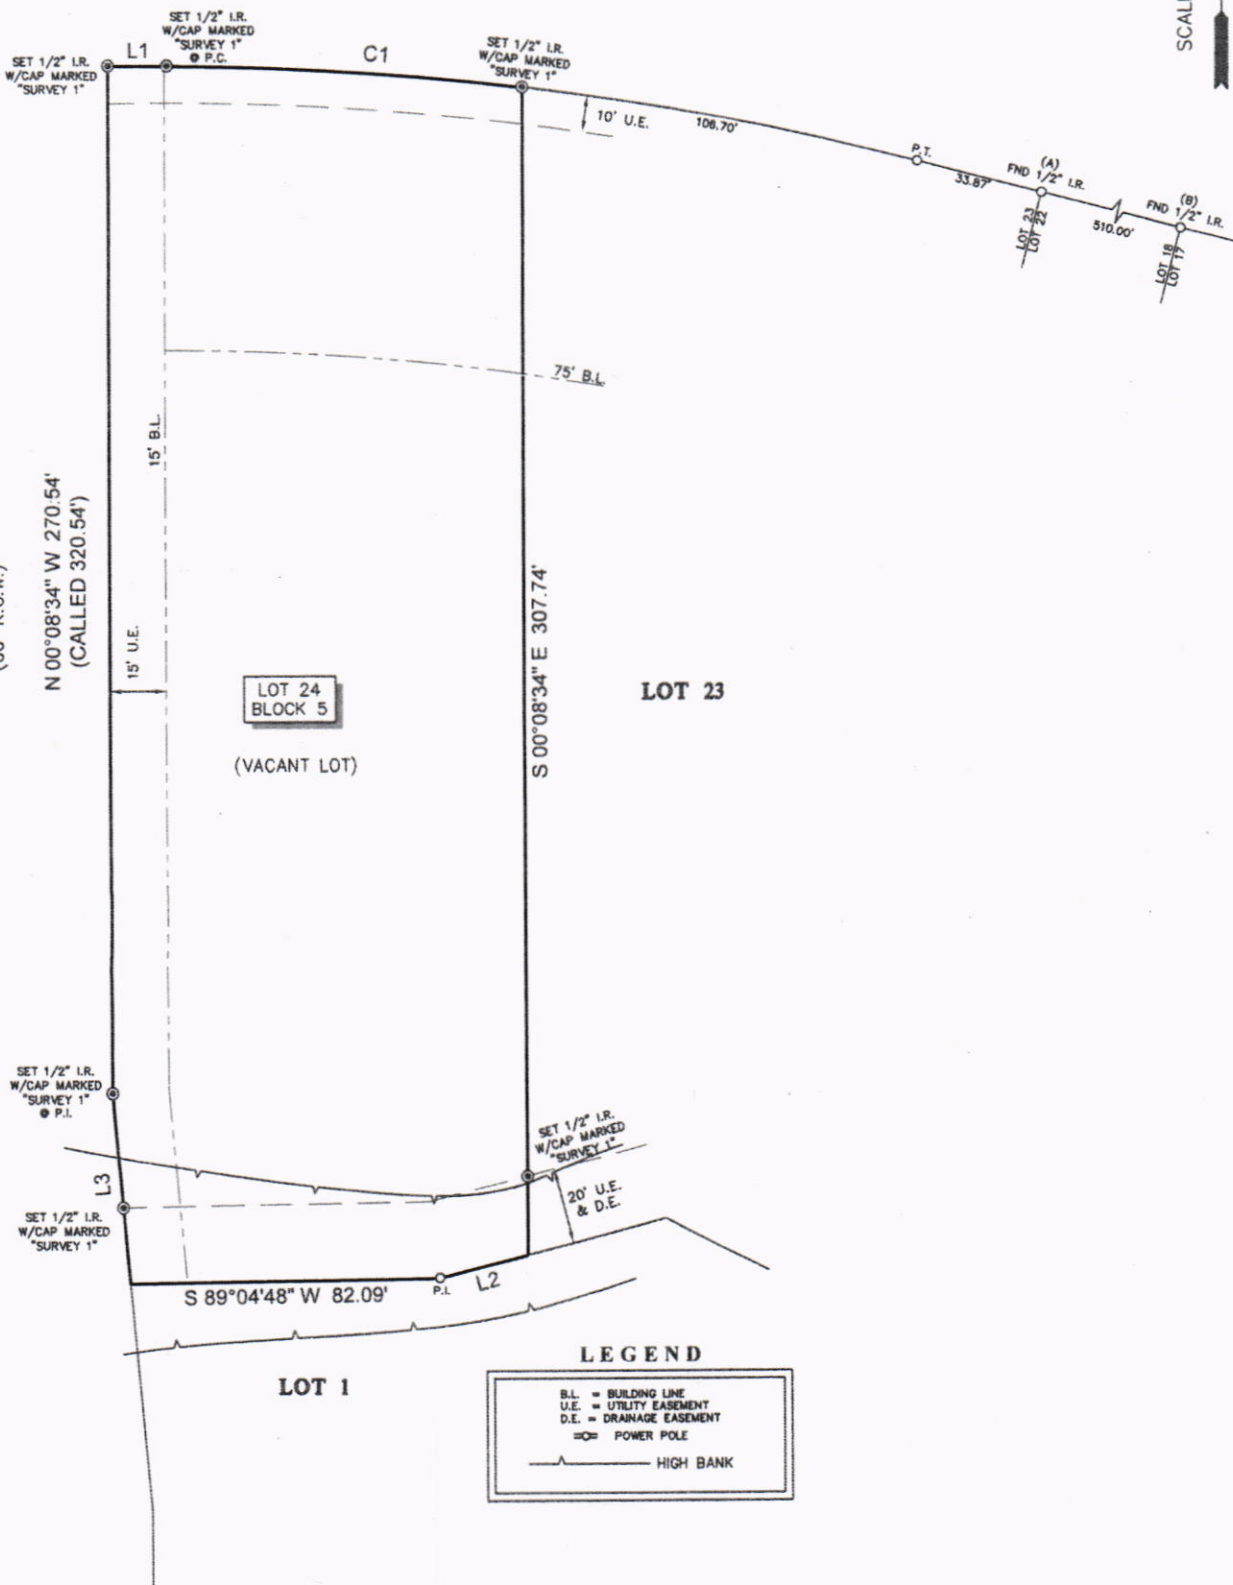 SCAL
SET 1/2" I.R.
W/CAP MARKED
"SURVEY 1"
@ P.C.
SET 1/2" I.R.
W/CAP MARKED
"SURVEY 1"
L1
C1
SET 1/2" I.R.
W/CAP MARKED
"SURVEY 1"
10' U.E.
106.70'
P.T.
33.87'
(A)
FND 1/2" I.R.
LOT 23
LOT 22
510.00'
(B)
FND 1/2" I.R.
LOT 18
LOT 17
75' B.L.
15' B.L.
N 00°08'34" W 270.54'
(CALLED 320.54')
15' U.E.
LOT 24
BLOCK 5
(VACANT LOT)
S 00°08'34" E 307.74'
LOT 23
SET 1/2" I.R.
W/CAP MARKED
"SURVEY 1"
@ P.I.
SET 1/2" I.R.
W/CAP MARKED
"SURVEY 1"
L3
SET 1/2" I.R.
W/CAP MARKED
"SURVEY 1"
20' U.E.
& D.E.
S 89°04'48" W 82.09'
P.I.
L2
LOT 1
LEGEND
B.L. = BUILDING LINE
U.E. = UTILITY EASEMENT
D.E. = DRAINAGE EASEMENT
POWER POLE
HIGH BANK